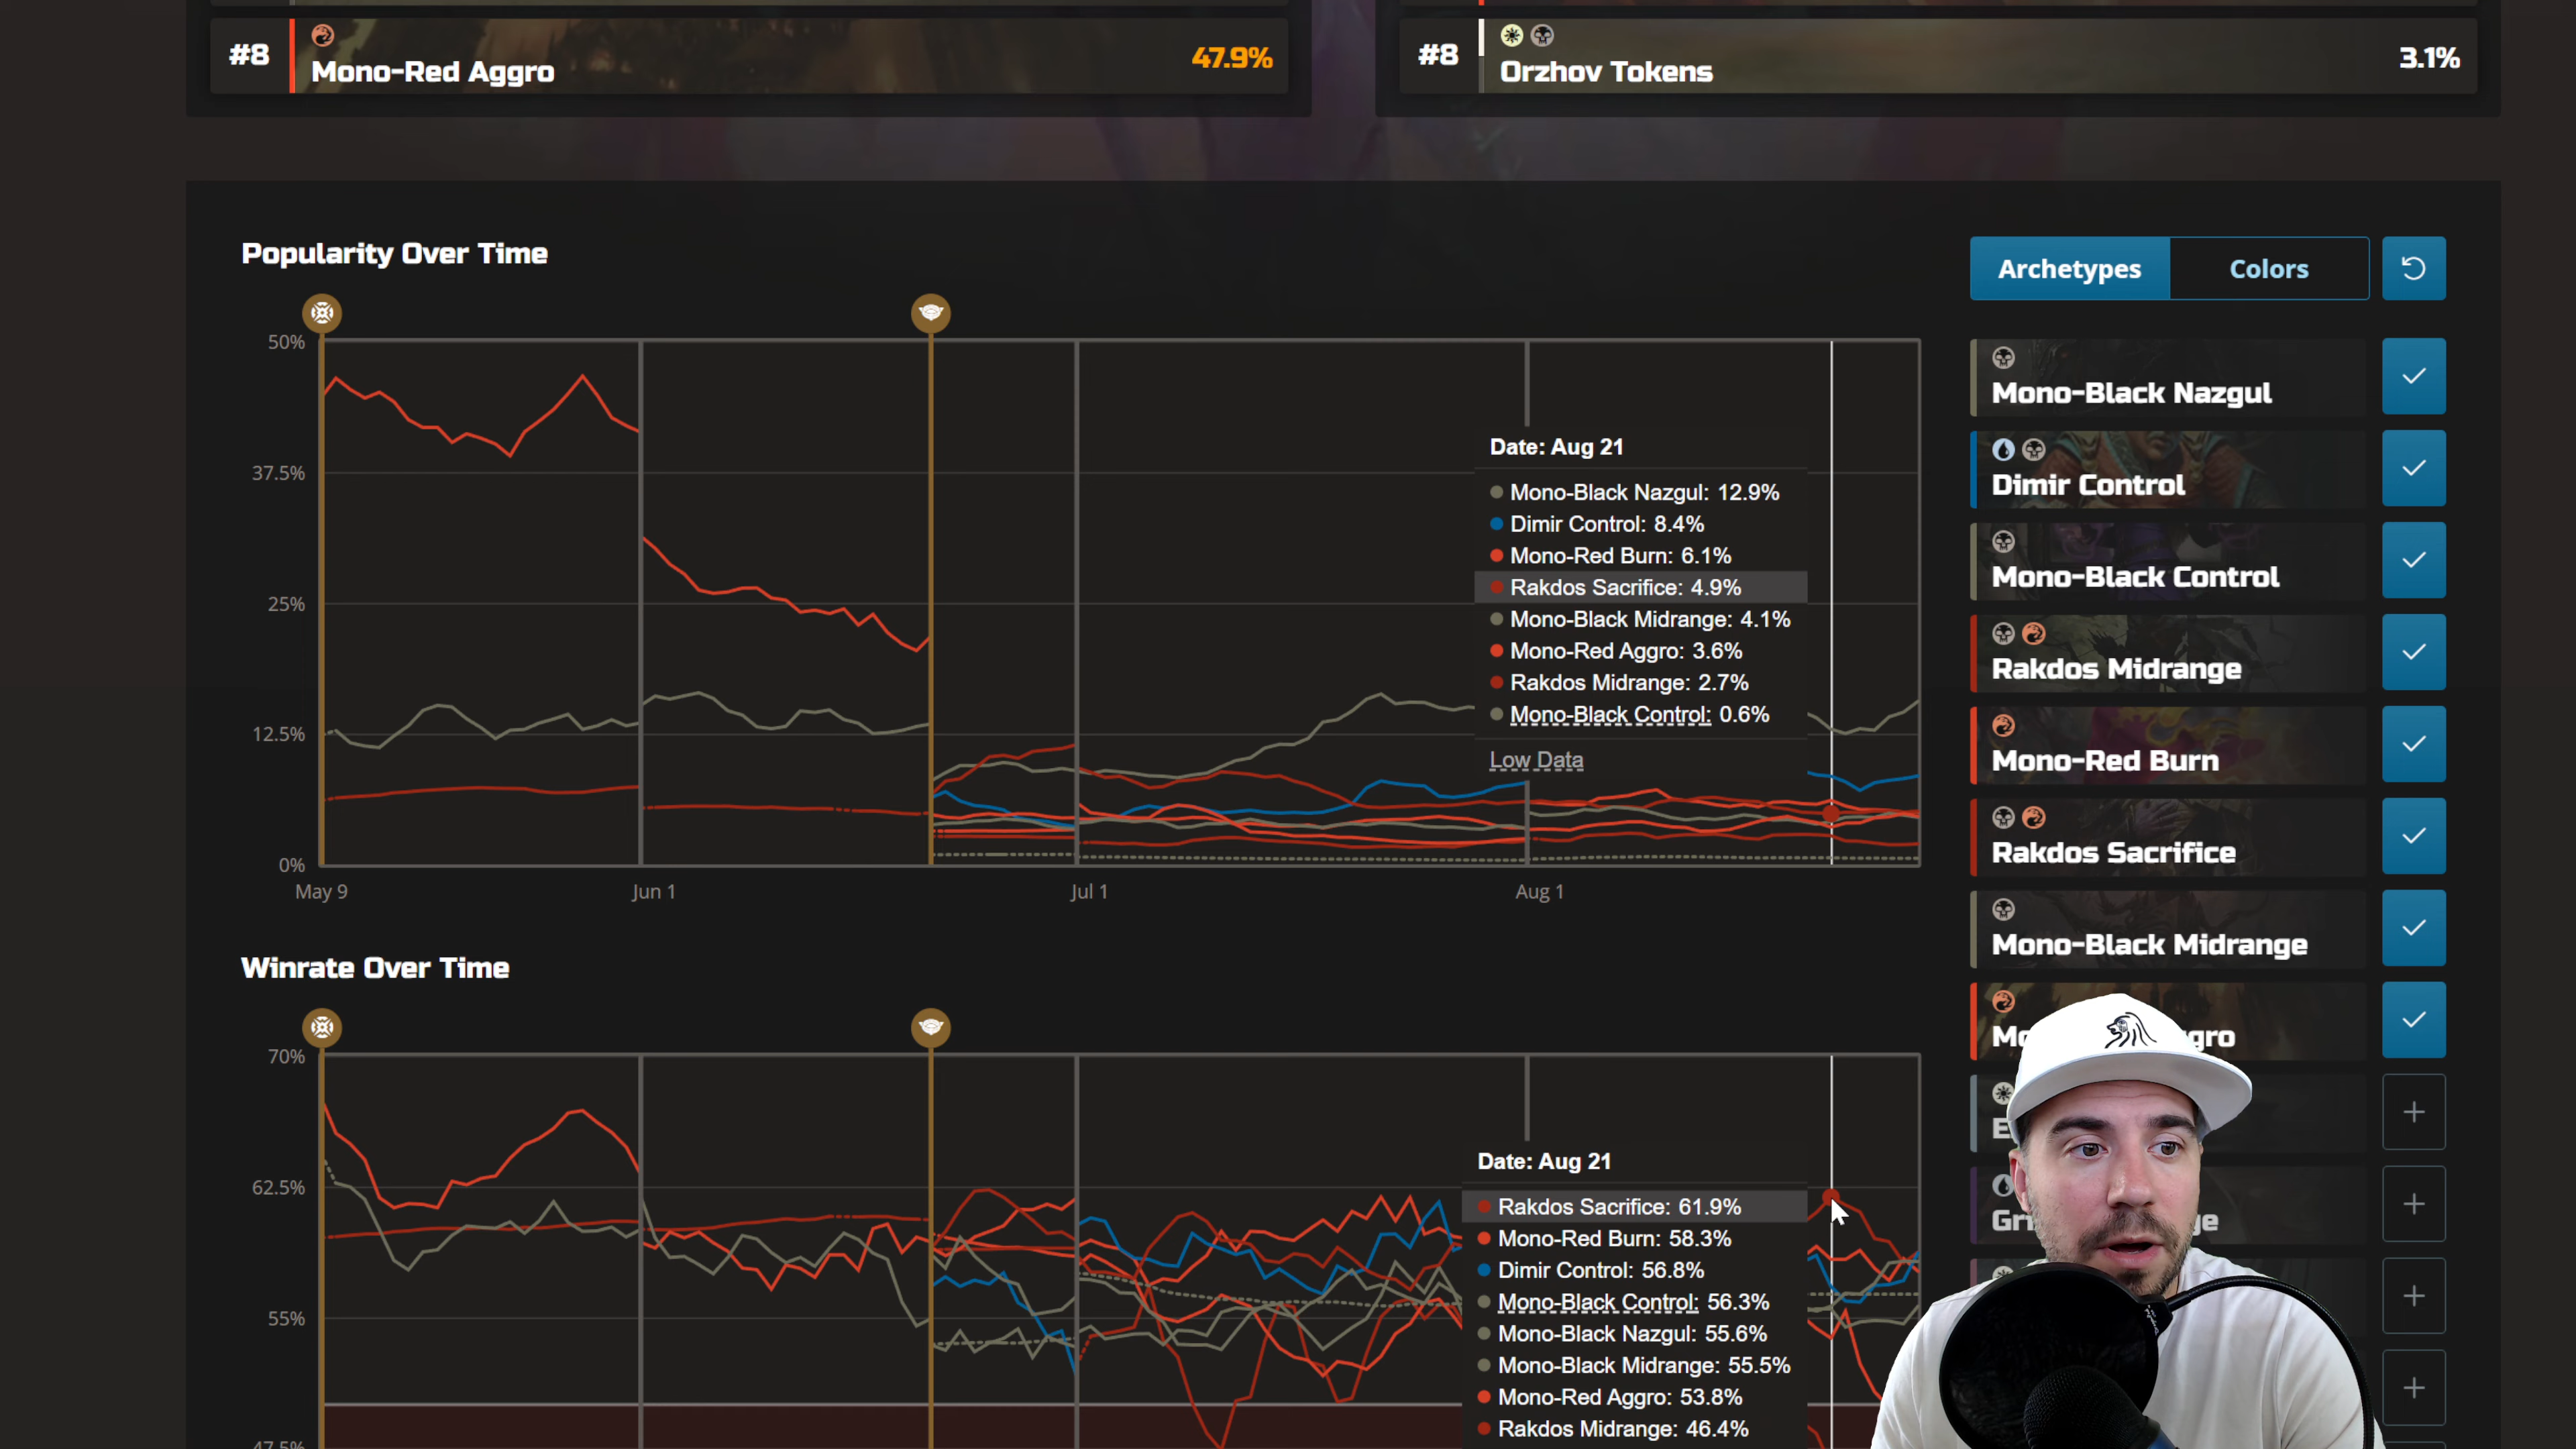 #8
Mono-Red Aggro
47.9%
#8
Orzhov Tokens
3.1%
Popularity Over Time
Archetypes
Colors
50%
37.5%
25%
12.5%
0%
May 9
Jun 1
Jul 1
Aug 1
Date: Aug 21
Mono-Black Nazgul: 12.9%
Dimir Control: 8.4%
Mono-Red Burn: 6.1%
Rakdos Sacrifice: 4.9%
Mono-Black Midrange: 4.1%
Mono-Red Aggro: 3.6%
Rakdos Midrange: 2.7%
Mono-Black Control: 0.6%
Low Data
Mono-Black Nazgul
Dimir Control
Mono-Black Control
Rakdos Midrange
Mono-Red Burn
Rakdos Sacrifice
Mono-Black Midrange
Winrate Over Time
70%
62.5%
55%
47.5%
Date: Aug 21
Rakdos Sacrifice: 61.9%
Mono-Red Burn: 58.3%
Dimir Control: 56.8%
Mono-Black Control: 56.3%
Mono-Black Nazgul: 55.6%
Mono-Black Midrange: 55.5%
Mono-Red Aggro: 53.8%
Rakdos Midrange: 46.4%